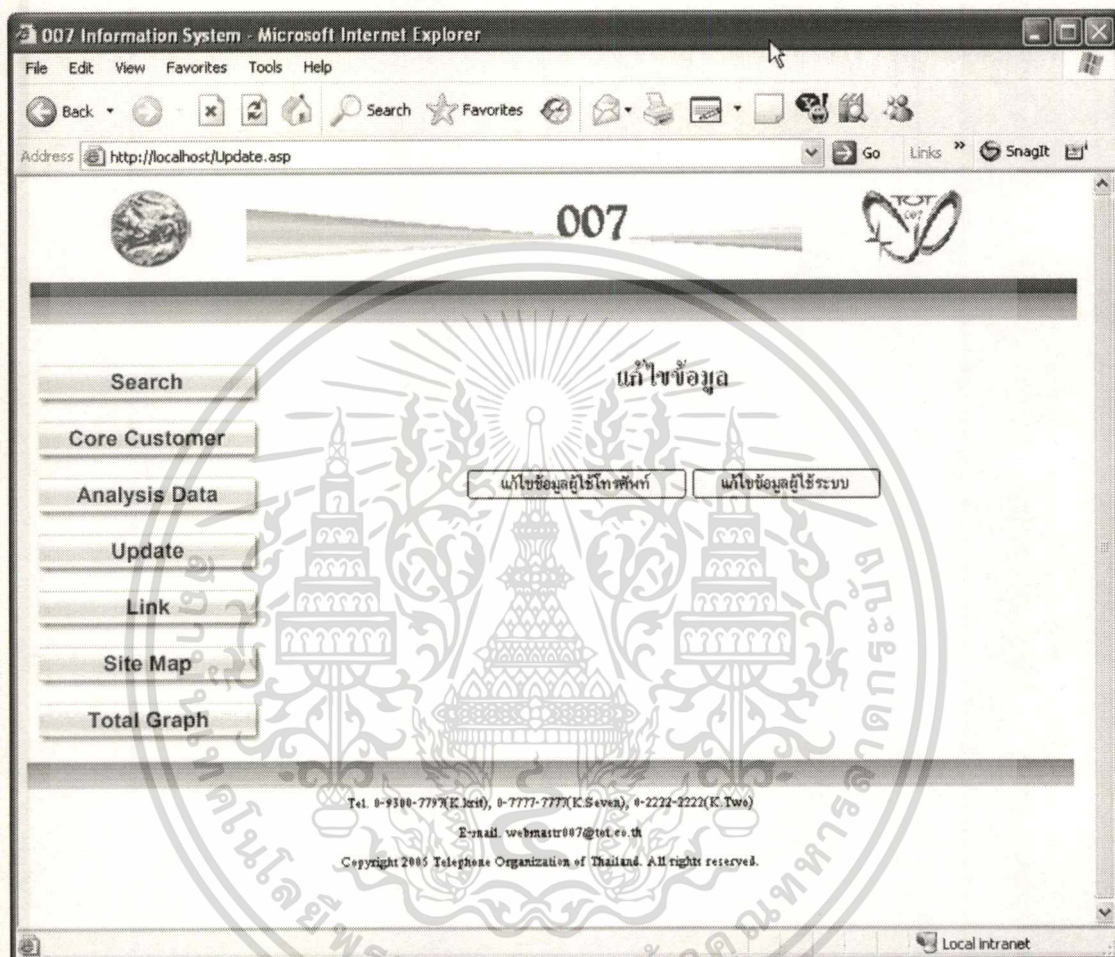 007 Information System - Microsoft Internet Explorer
File Edit View Favorites Tools Help
Back Search Favorites
Address http://localhost/Update.asp Go Links » SnagIt
007
TOT
007
แก้ไขข้อมูล
Search
Core Customer
แก้ไขข้อมูลผู้ใช้โทรศัพท์ แก้ไขข้อมูลผู้ใช้ระบบ
Analysis Data
Update
Link
Site Map
Total Graph
Tel. 0-9300-7797(K.krit), 0-7777-7777(K.Seven), 0-2222-2222(K.Two)
E-mail. webmastr007@tot.co.th
Copyright 2005 Telephone Organization of Thailand. All rights reserved.
Local intranet